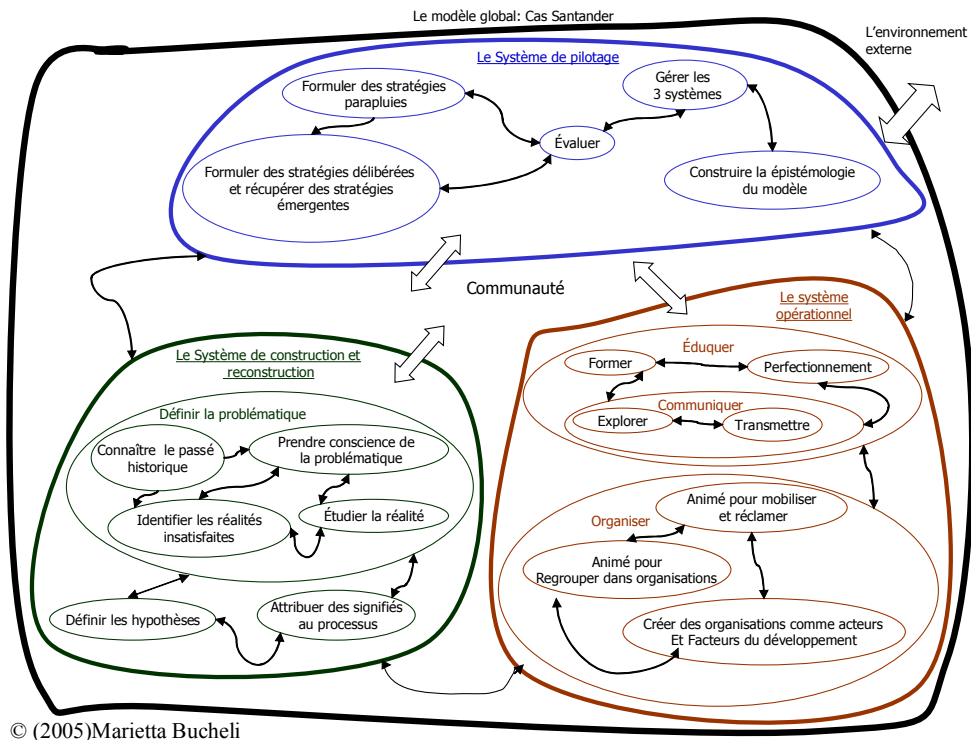 Le modèle global: Cas Santander
L'environnement
externe
Le Système de pilotage
Formuler des stratégies
parapluies
Gérer les
3 systèmes
Évaluer
Formuler des stratégies délibérées
et récupérer des stratégies
émergentes
Construire la épistémologie
du modèle
Communauté
Le système
opérationnel
Éduquer
Former
Perfectionnement
Communiquer
Explorer
Transmettre
Le Système de construction et
reconstruction
Définir la problématique
Connaître le passé
historique
Prendre conscience de
la problématique
Identifier les réalités
insatisfaites
Étudier la réalité
Définir les hypothèses
Attribuer des signifiés
au processus
Animé pour mobiliser
et réclamer
Organiser
Animé pour
Regrouper dans organisations
Créer des organisations comme acteurs
Et Facteurs du développement
© (2005)Marietta Bucheli